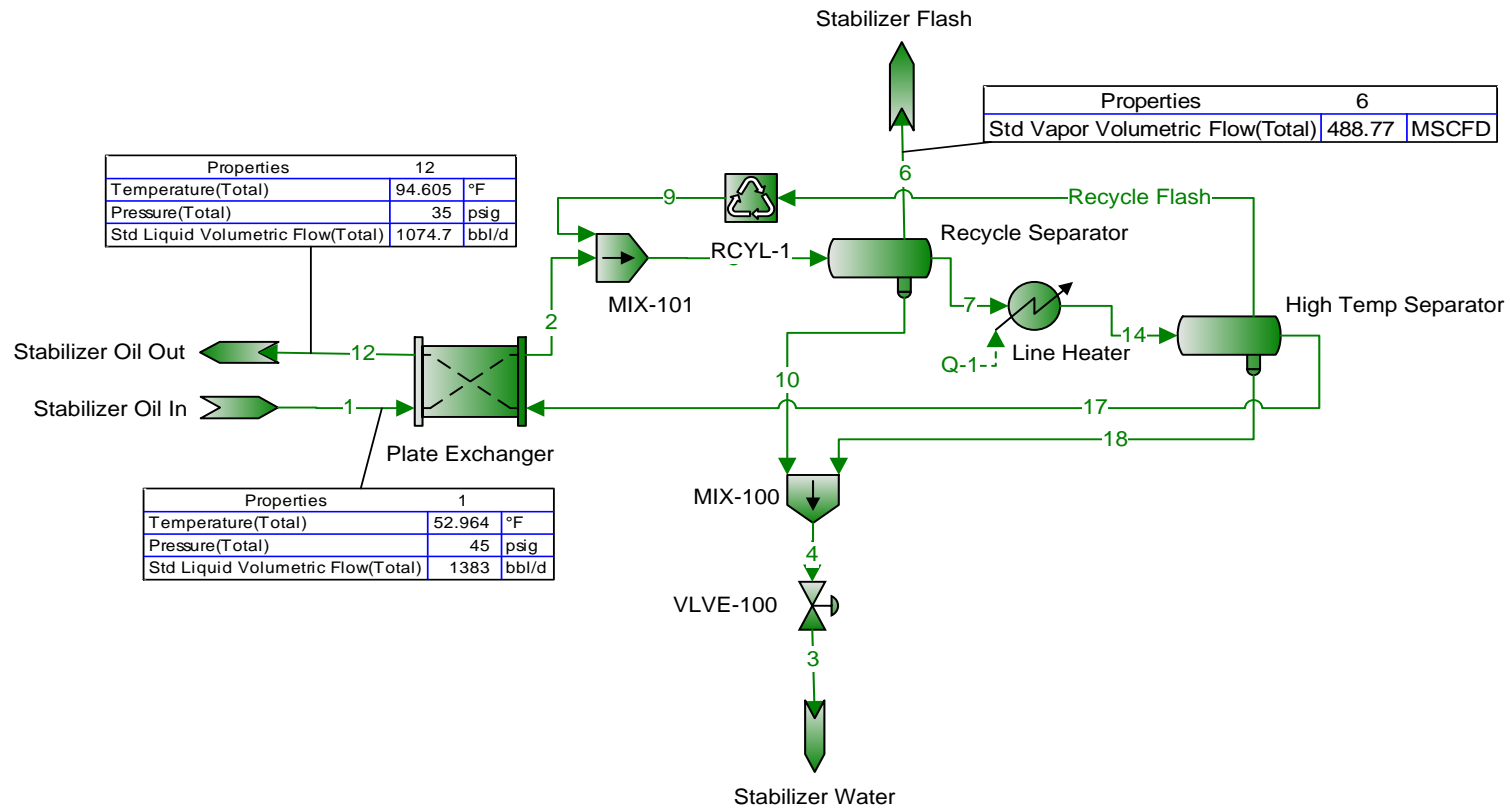 Stabilizer Flash
Properties 6
Std Vapor Volumetric Flow(Total) 488.77 MSCFD
Properties 12
Temperature(Total) 94.605 °F
Pressure(Total) 35 psig
Std Liquid Volumetric Flow(Total) 1074.7 bbl/d
6
9
Recycle Flash
RCYL-1
Recycle Separator
MIX-101
7
High Temp Separator
2
14
Line Heater
Stabilizer Oil Out
12
Q-1
10
Stabilizer Oil In
1
17
18
Plate Exchanger
MIX-100
Properties 1
Temperature(Total) 52.964 °F
Pressure(Total) 45 psig
Std Liquid Volumetric Flow(Total) 1383 bbl/d
4
VLVE-100
3
Stabilizer Water